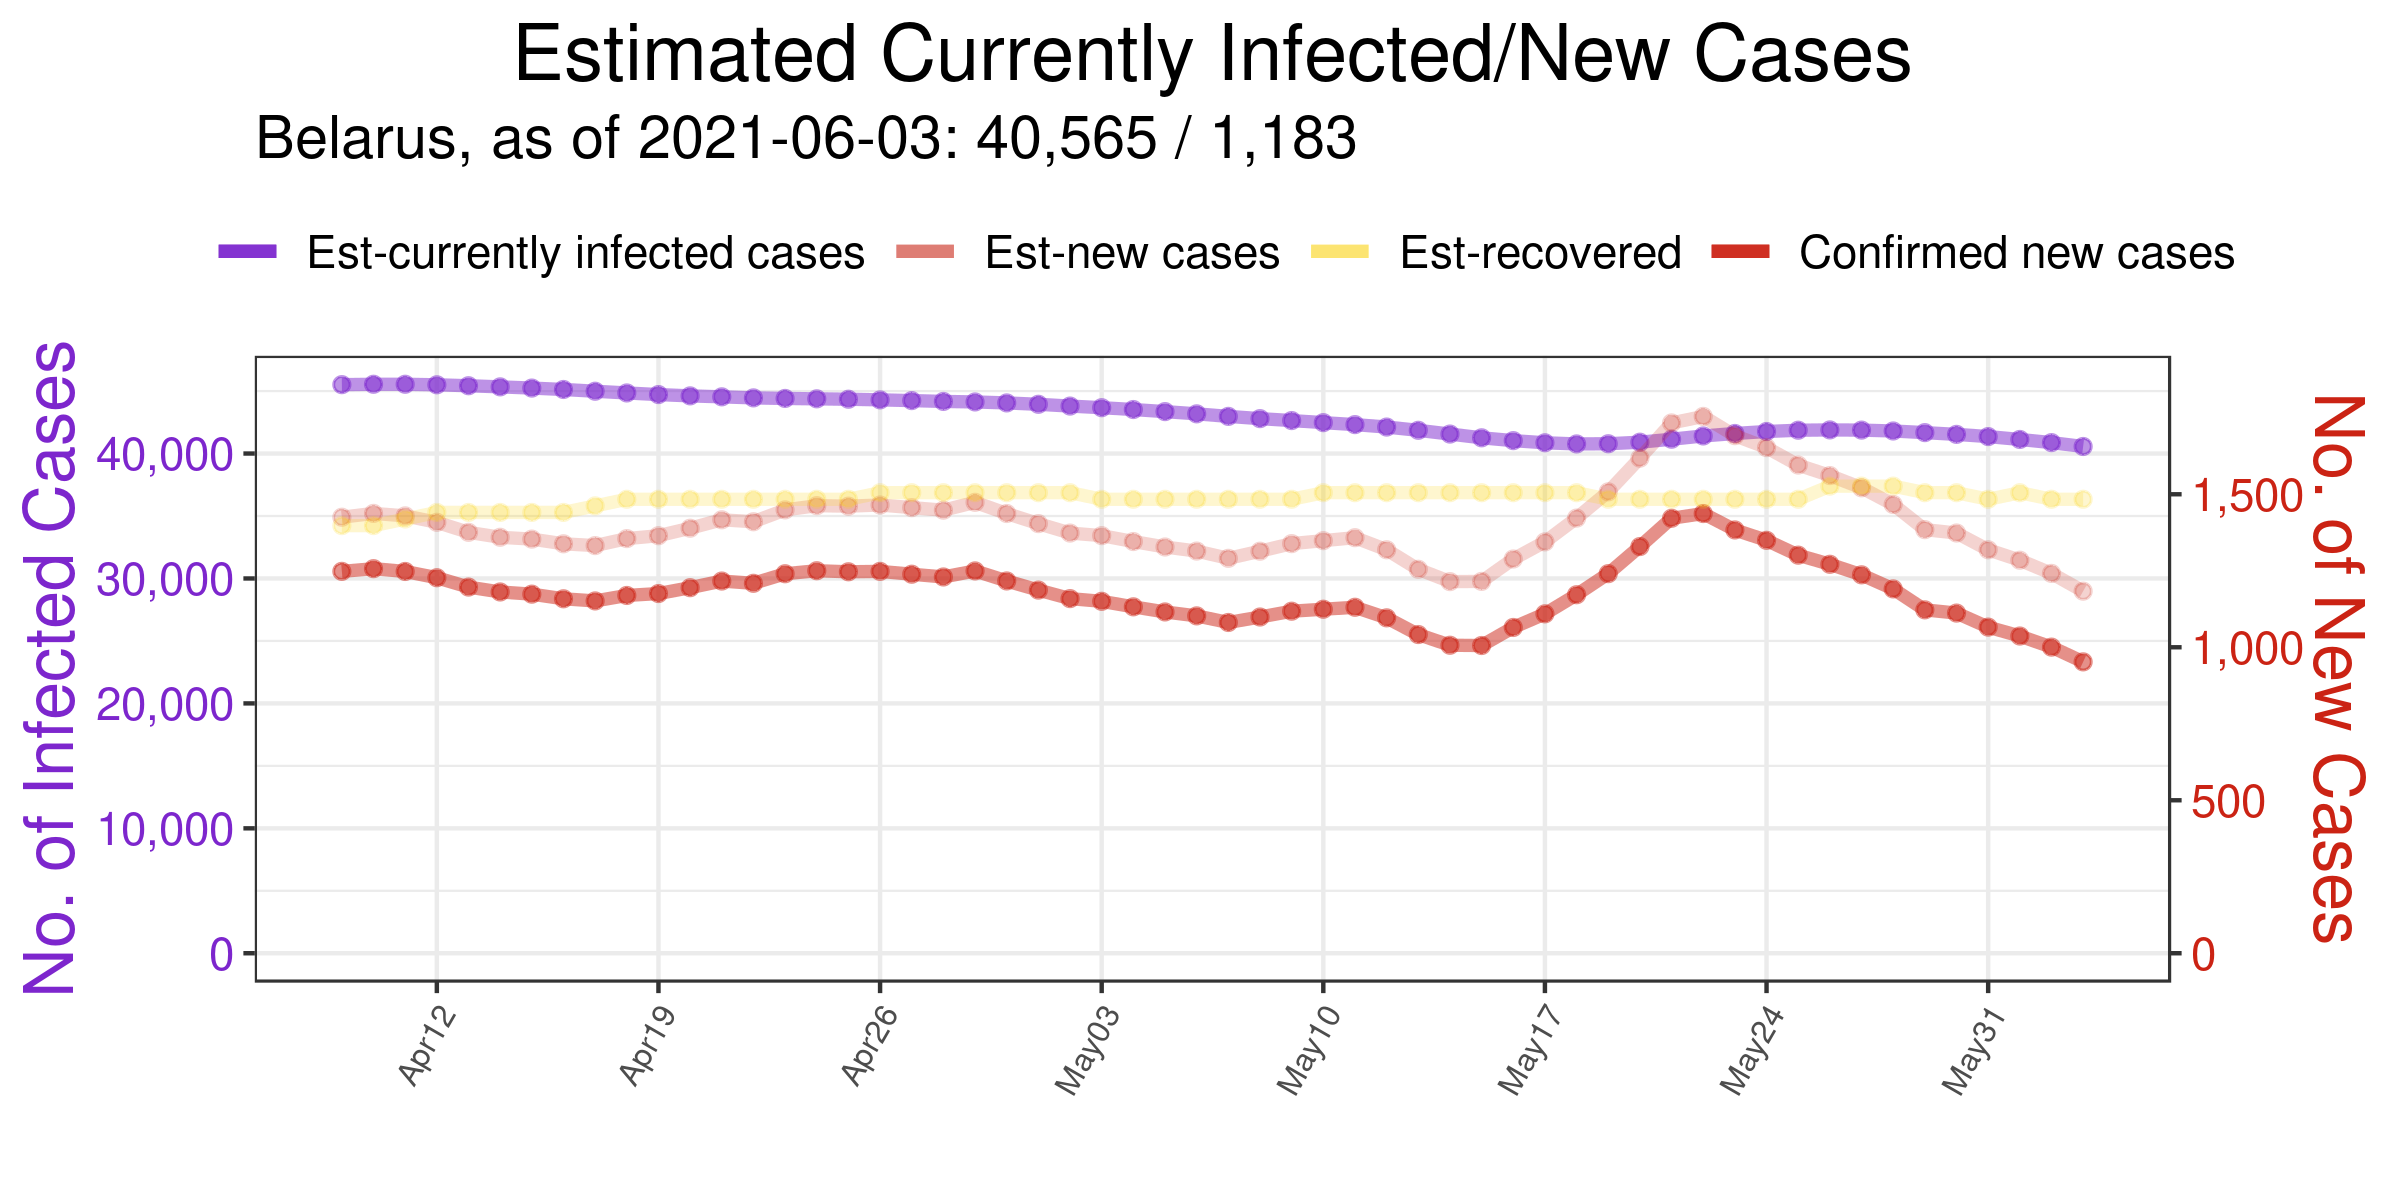 Estimated Currently Infected/New Cases
Belarus, as of 2021-06-03: 40,565 / 1,183
Est-currently infected cases
Est-new cases
Est-recovered
Confirmed new cases
No. of Infected Cases
40,000
30,000
20,000
10,000
0
1,500
1,000
500
0
No. of New Cases
Apr12
Apr19
Apr26
May03
May10
May17
May24
May31